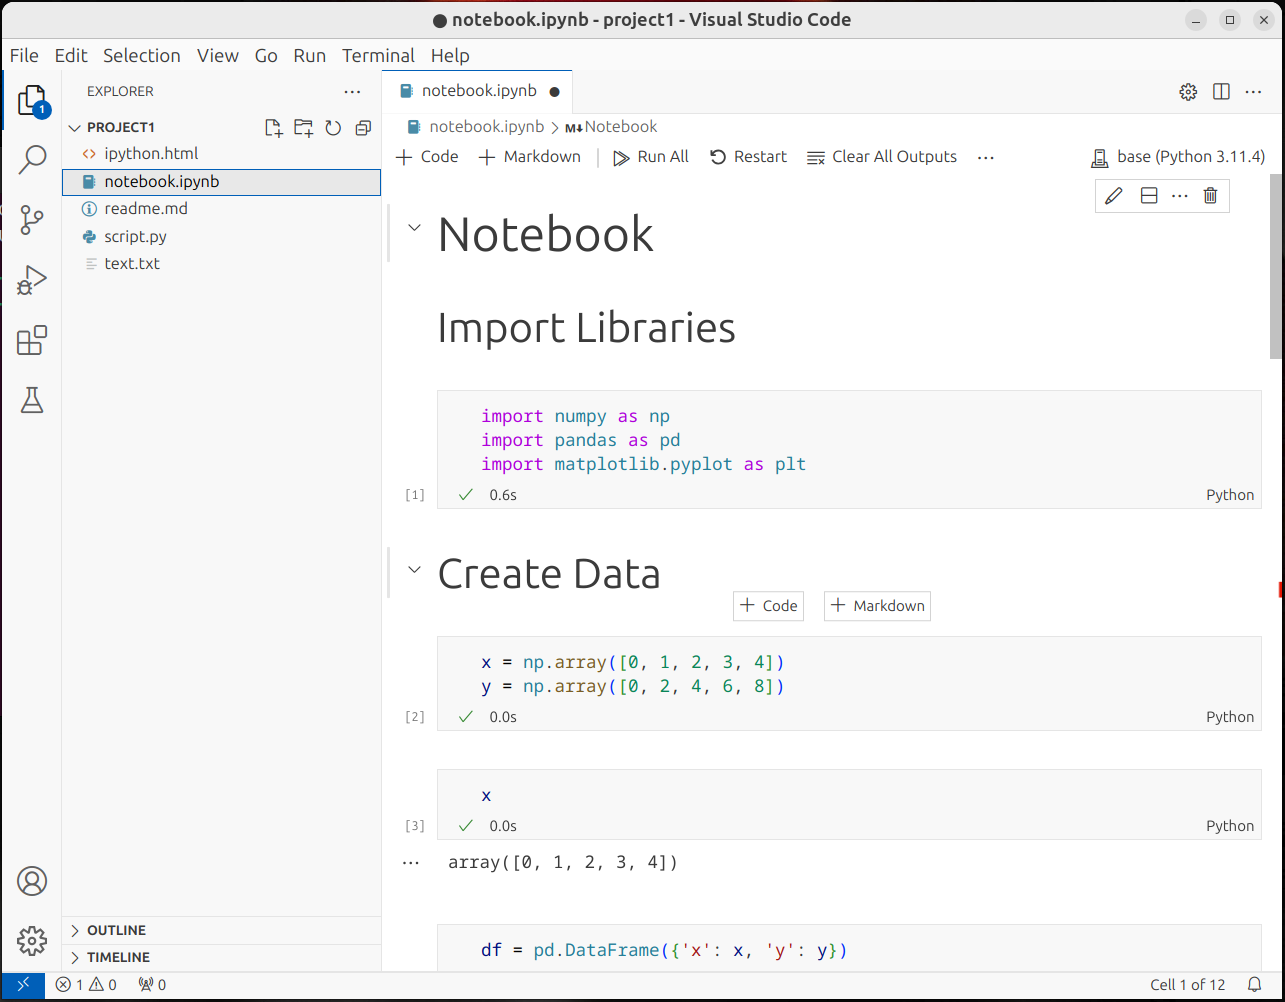 notebook.ipynb - project1 - Visual Studio Code
File Edit Selection View Go Run Terminal Help
1
EXPLORER
PROJECT1
ipython.html
notebook.ipynb
readme.md
script.py
text.txt
OUTLINE
TIMELINE
notebook.ipynb
notebook.ipynb > M↓Notebook
+ Code + Markdown | Run All Restart Clear All Outputs ... base (Python 3.11.4)
Notebook
Import Libraries
import numpy as np
import pandas as pd
import matplotlib.pyplot as plt
[1] ✓ 0.6s Python
Create Data
+ Code + Markdown
x = np.array([0, 1, 2, 3, 4])
y = np.array([0, 2, 4, 6, 8])
[2] ✓ 0.0s Python
x
[3] ✓ 0.0s Python
... array([0, 1, 2, 3, 4])
df = pd.DataFrame({'x': x, 'y': y})
1 0 0 Cell 1 of 12